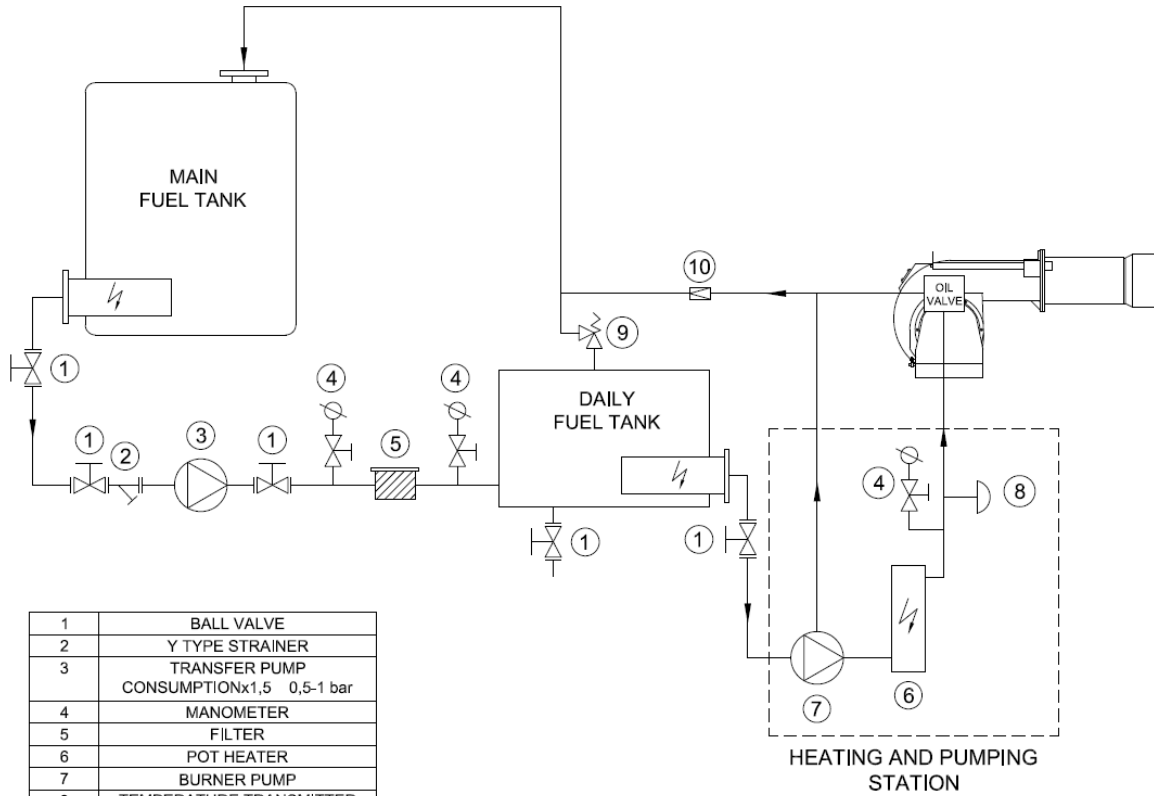 MAIN
FUEL TANK
10
OIL
VALVE
9
1
4
4
DAILY
FUEL TANK
1
2
3
1
5
4
8
1
1
7
6
HEATING AND PUMPING
STATION
1 BALL VALVE
2 Y TYPE STRAINER
3 TRANSFER PUMP
CONSUMPTIONx1,5 0,5-1 bar
4 MANOMETER
5 FILTER
6 POT HEATER
7 BURNER PUMP
TEMPERATURE TRANSMITTER